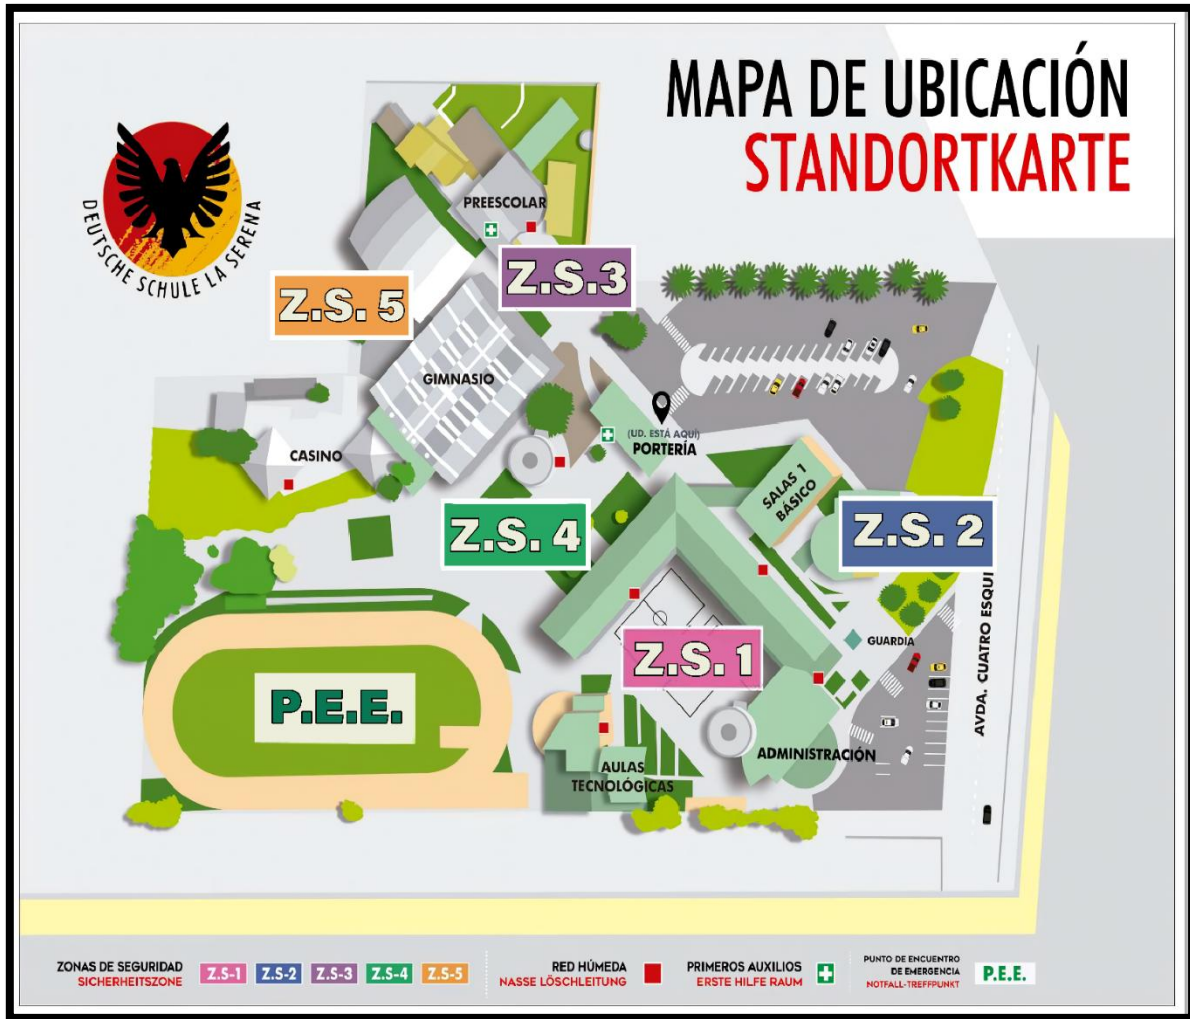 MAPA DE UBICACIÓN
STANDORTKARTE
DEUTSCHE SCHULE LA SERENA
PREESCOLAR
Z.S.3
Z.S. 5
GIMNASIO
(UD. ESTÁ AQUÍ)
PORTERÍA
CASINO
SALAS 1
BÁSICO
Z.S. 4
Z.S. 2
AVDA. CUATRO ESQUI
GUARDIA
Z.S. 1
P.E.E.
ADMINISTRACIÓN
AULAS
TECNOLÓGICAS
ZONAS DE SEGURIDAD
SICHERHEITSZONE
Z.S-1
Z.S-2
Z.S-3
Z.S-4
Z.S-5
RED HÚMEDA
NASSE LÖSCHLEITUNG
PRIMEROS AUXILIOS
ERSTE HILFE RAUM
PUNTO DE ENCUENTRO
DE EMERGENCIA
NOTFALL-TREFFPUNKT
P.E.E.